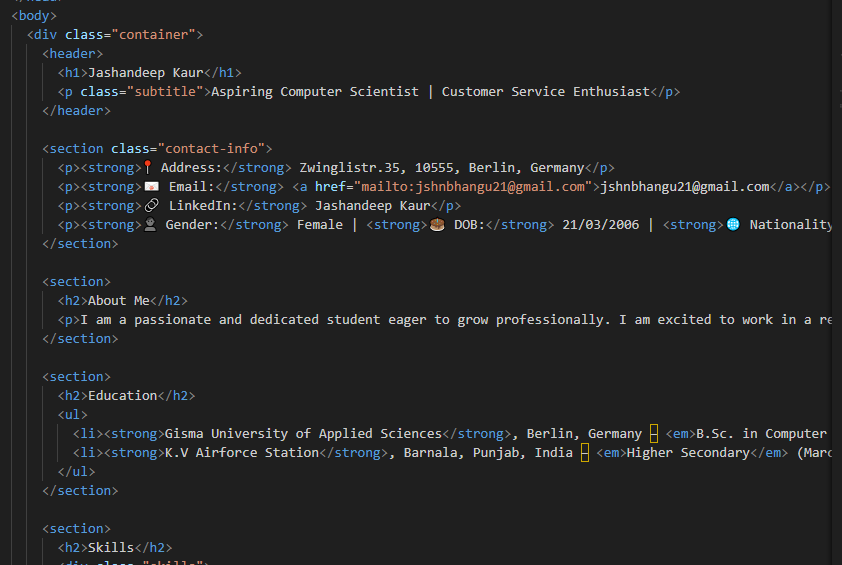 <body>
<div class="container">
<header>
<h1>Jashandeep Kaur</h1>
<p class="subtitle">Aspiring Computer Scientist | Customer Service Enthusiast</p>
</header>
<section class="contact-info">
<p><strong>📍 Address:</strong> Zwinglistr.35, 10555, Berlin, Germany</p>
<p><strong>💌 Email:</strong> <a href="mailto:jshnbhangu21@gmail.com">jshnbhangu21@gmail.com</a></p>
<p><strong>🔗 LinkedIn:</strong> Jashandeep Kaur</p>
<p><strong>👤 Gender:</strong> Female | <strong>🎂 DOB:</strong> 21/03/2006 | <strong>🌐 Nationality
</section>
<section>
<h2>About Me</h2>
<p>I am a passionate and dedicated student eager to grow professionally. I am excited to work in a re
</section>
<section>
<h2>Education</h2>
<ul>
<li><strong>Gisma University of Applied Sciences</strong>, Berlin, Germany – <em>B.Sc. in Computer
<li><strong>K.V Airforce Station</strong>, Barnala, Punjab, India – <em>Higher Secondary</em> (Marc
</ul>
</section>
<section>
<h2>Skills</h2>
<div class="skills">